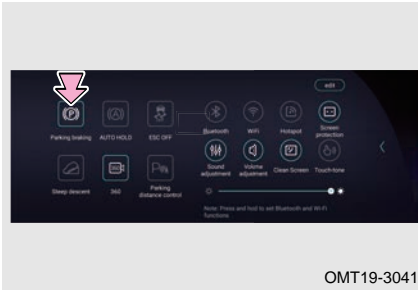 edit
Parking braking AUTO HOLD ESC OFF Bluetooth WiFi Hotspot Screen
protection
Steep descent 360 Parking
distance control
Sound
adjustment Volume
adjustment Clean Screen Touch-tone
Note: Press and hold to set Bluetooth and Wi-Fi
functions
OMT19-3041